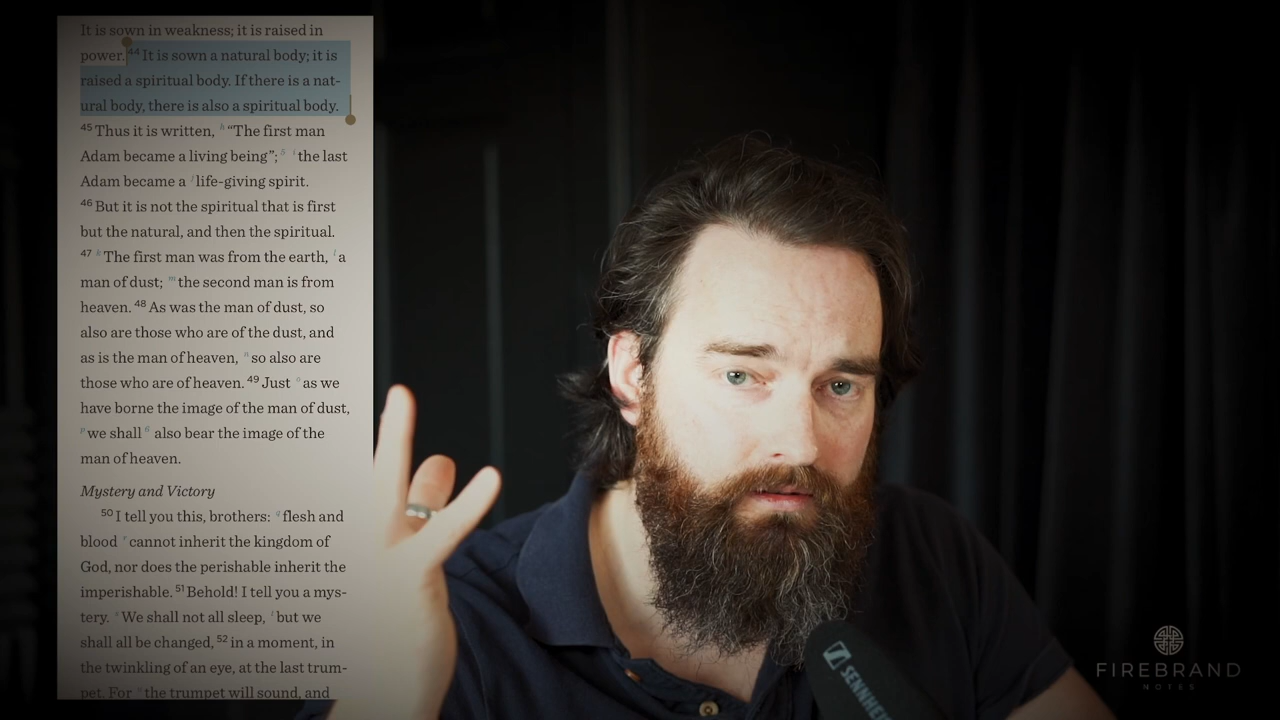 It is sown in weakness; it is raised in
power. 44 It is sown a natural body; it is
raised a spiritual body. If there is a nat-
ural body, there is also a spiritual body.
45 Thus it is written, h “The first man
Adam became a living being”; 5 i the last
Adam became a j life-giving spirit.
46 But it is not the spiritual that is first
but the natural, and then the spiritual.
47 k The first man was from the earth, l a
man of dust; m the second man is from
heaven. 48 As was the man of dust, so
also are those who are of the dust, and
as is the man of heaven, n so also are
those who are of heaven. 49 Just o as we
have borne the image of the man of dust,
p we shall 6 also bear the image of the
man of heaven.
Mystery and Victory
50 I tell you this, brothers: q flesh and
blood r cannot inherit the kingdom of
God, nor does the perishable inherit the
imperishable. 51 Behold! I tell you a mys-
tery. s We shall not all sleep, t but we
shall all be changed, 52 in a moment, in
the twinkling of an eye, at the last trum-
pet. For the trumpet will sound, and
SENNHEI
FIREBRAND
NOTES